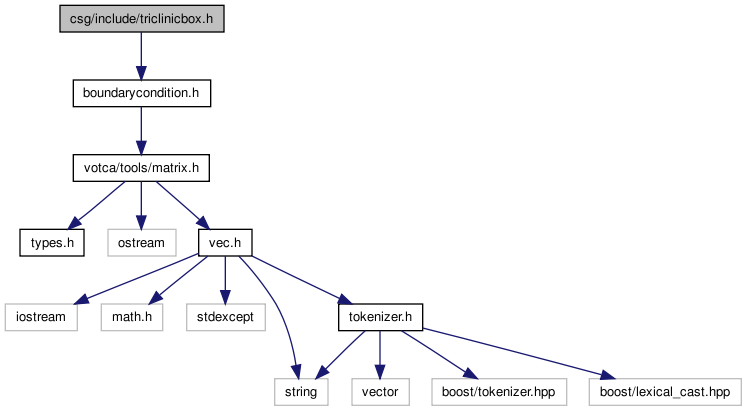 csg/include/triclinicbox.h
boundarycondition.h
votca/tools/matrix.h
types.h
ostream
vec.h
iostream
math.h
stdexcept
tokenizer.h
string
vector
boost/tokenizer.hpp
boost/lexical_cast.hpp